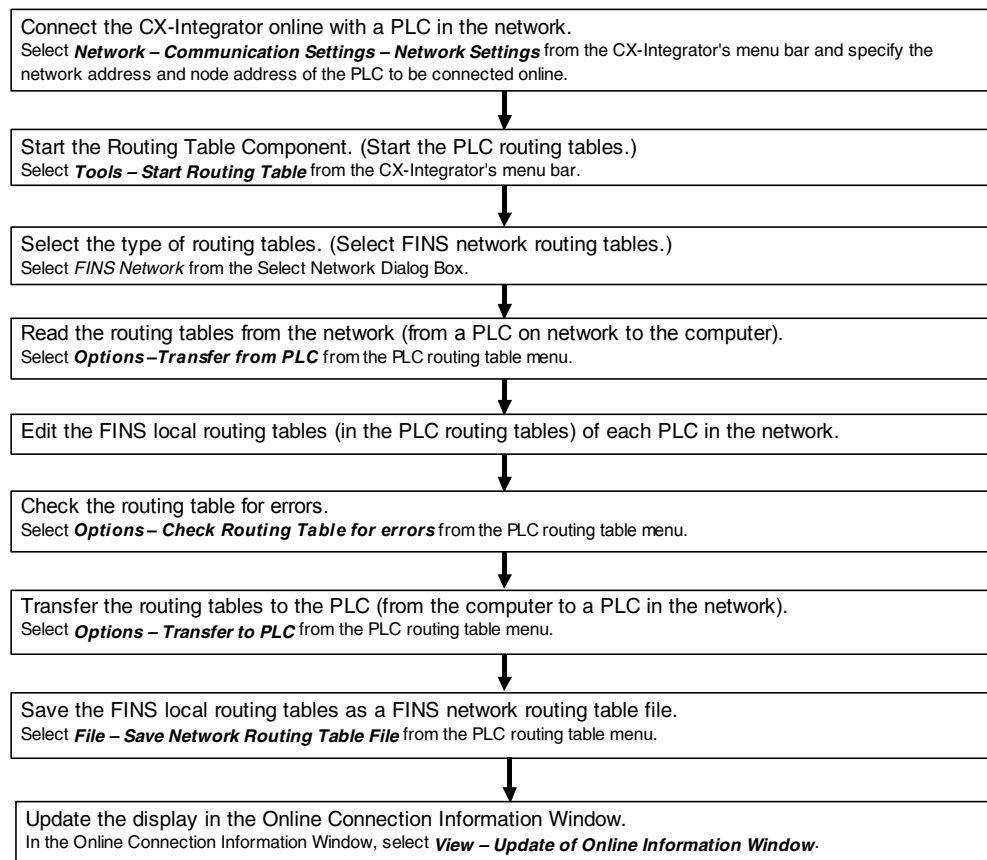 Connect the CX-Integrator online with a PLC in the network.
Select Network – Communication Settings – Network Settings from the CX-Integrator's menu bar and specify the
network address and node address of the PLC to be connected online.
Start the Routing Table Component. (Start the PLC routing tables.)
Select Tools – Start Routing Table from the CX-Integrator's menu bar.
Select the type of routing tables. (Select FINS network routing tables.)
Select FINS Network from the Select Network Dialog Box.
Read the routing tables from the network (from a PLC on network to the computer).
Select Options –Transfer from PLC from the PLC routing table menu.
Edit the FINS local routing tables (in the PLC routing tables) of each PLC in the network.
Check the routing table for errors.
Select Options – Check Routing Table for errors from the PLC routing table menu.
Transfer the routing tables to the PLC (from the computer to a PLC in the network).
Select Options – Transfer to PLC from the PLC routing table menu.
Save the FINS local routing tables as a FINS network routing table file.
Select File – Save Network Routing Table File from the PLC routing table menu.
Update the display in the Online Connection Information Window.
In the Online Connection Information Window, select View – Update of Online Information Window.